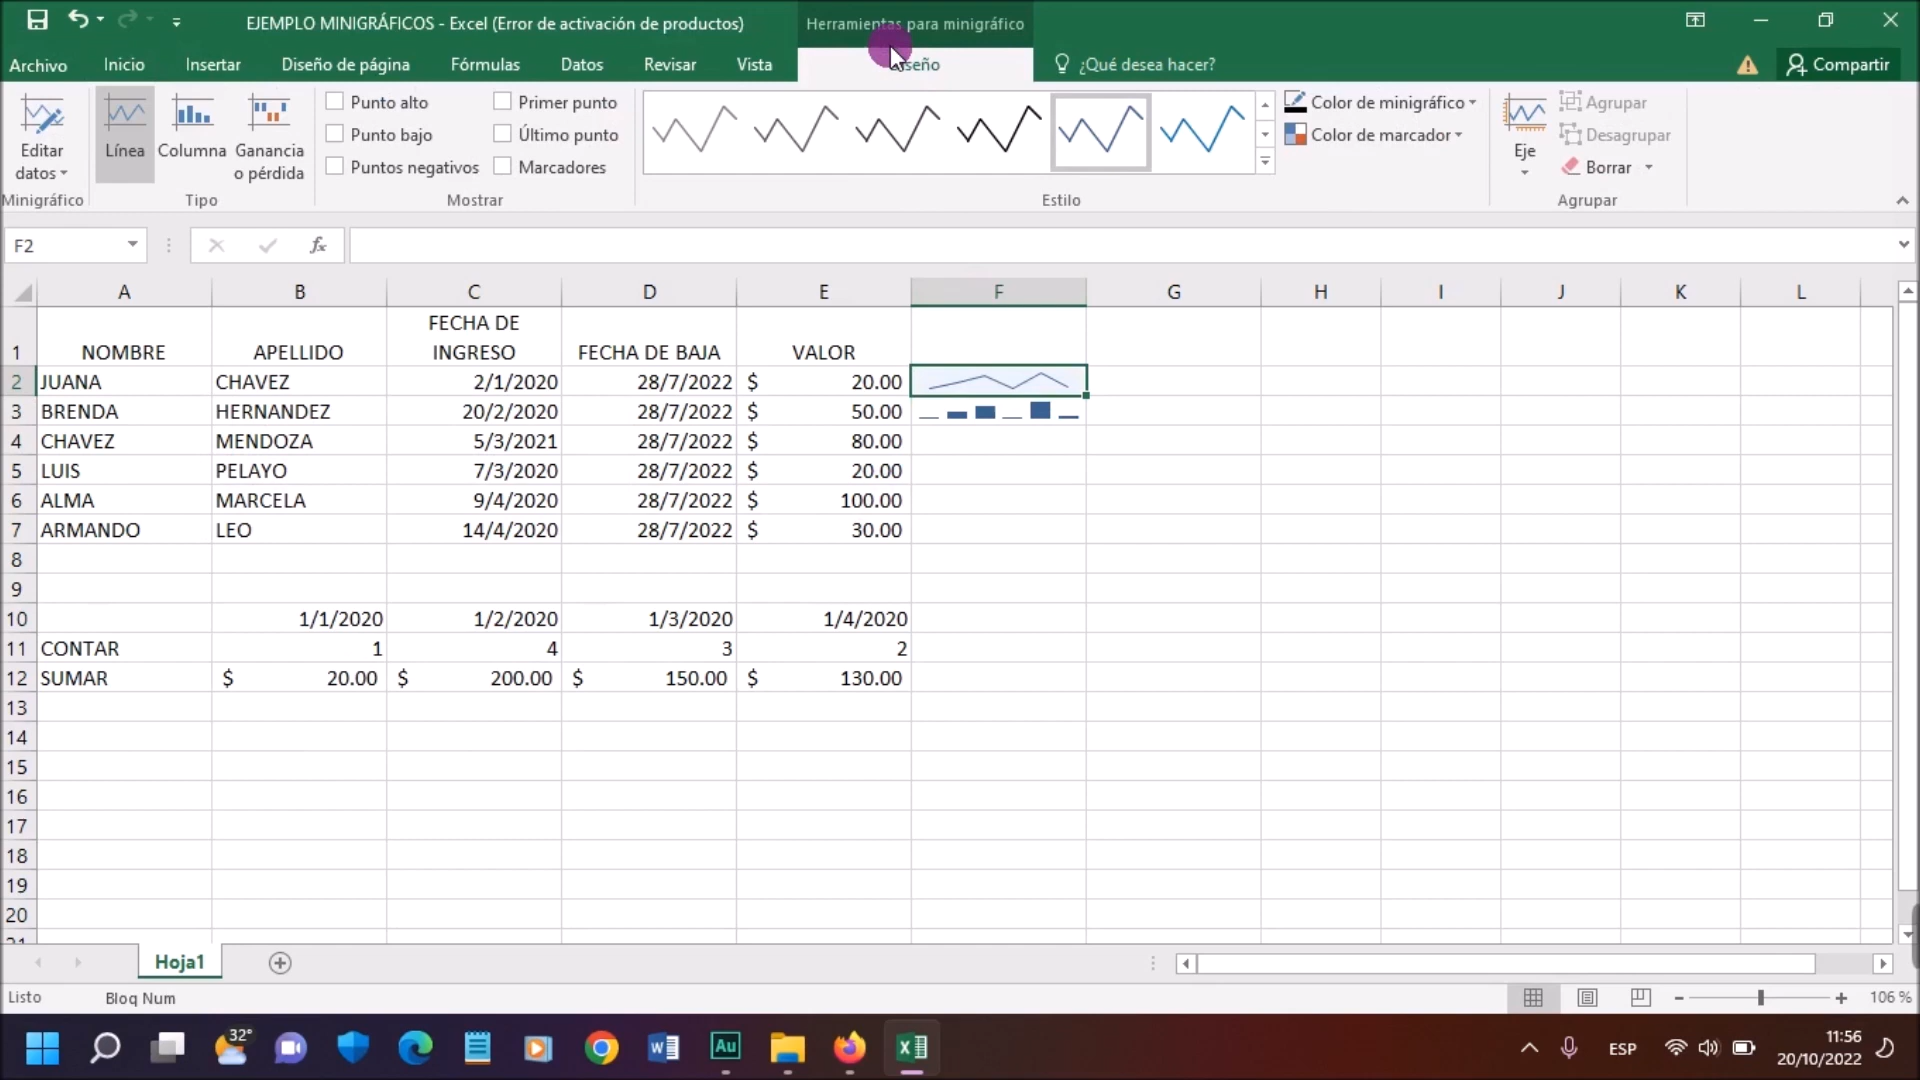 EJEMPLO MINIGRÁFICOS - Excel (Error de activación de productos)
Herramientas para minigráfico
Archivo Inicio Insertar Diseño de página Fórmulas Datos Revisar Vista Diseño ¿Qué desea hacer? Compartir
Editar datos
Línea
Columna
Ganancia o pérdida
Punto alto
Punto bajo
Puntos negativos
Primer punto
Último punto
Marcadores
Color de minigráfico
Color de marcador
Eje
Agrupar
Desagrupar
Borrar
Minigráfico Tipo Mostrar Estilo Agrupar
F2 fx
A B C D E F G H I J K L
1 NOMBRE APELLIDO FECHA DE INGRESO FECHA DE BAJA VALOR
2 JUANA CHAVEZ 2/1/2020 28/7/2022 $ 20.00
3 BRENDA HERNANDEZ 20/2/2020 28/7/2022 $ 50.00
4 CHAVEZ MENDOZA 5/3/2021 28/7/2022 $ 80.00
5 LUIS PELAYO 7/3/2020 28/7/2022 $ 20.00
6 ALMA MARCELA 9/4/2020 28/7/2022 $ 100.00
7 ARMANDO LEO 14/4/2020 28/7/2022 $ 30.00
8
9
10 1/1/2020 1/2/2020 1/3/2020 1/4/2020
11 CONTAR 1 4 3 2
12 SUMAR $ 20.00 $ 200.00 $ 150.00 $ 130.00
13
14
15
16
17
18
19
20
21
Hoja1
Listo Bloq Num 106 %
32° Au ESP 11:56
20/10/2022